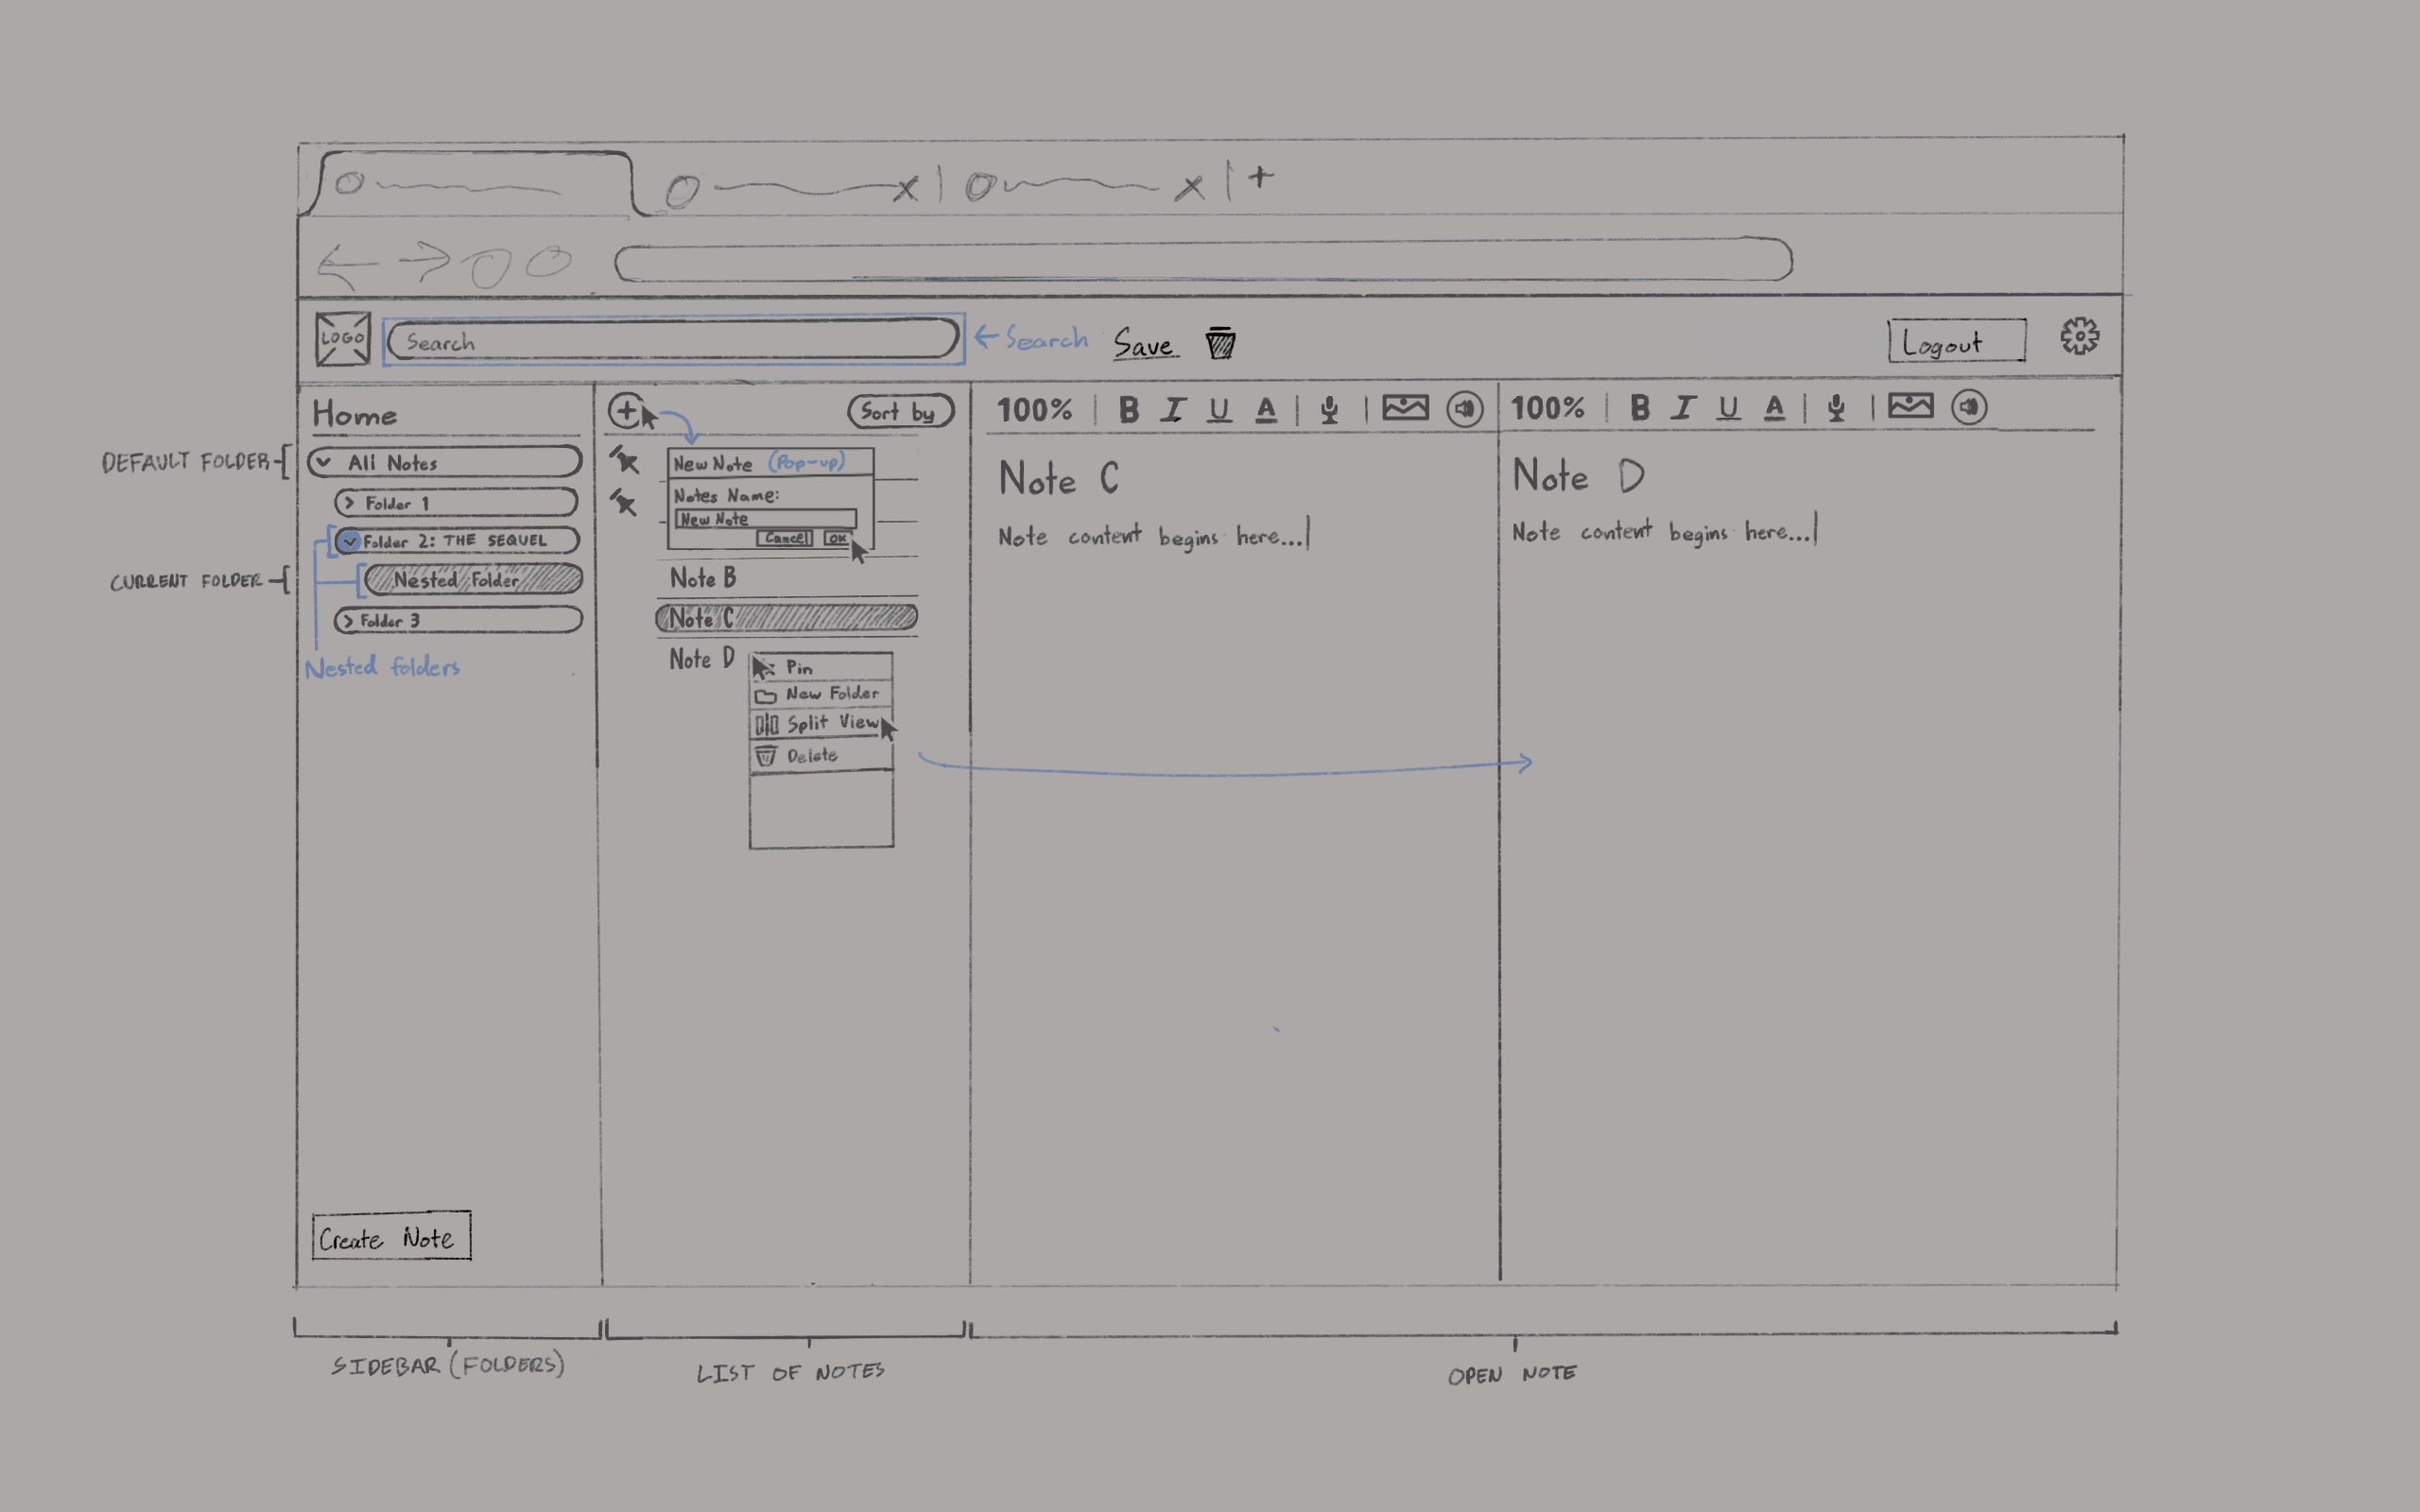 LOGO
Search
← Search
Save
Logout
Home
+
Sort by
100% | B I U A |
100% | B I U A |
DEFAULT FOLDER
All Notes
Folder 1
Folder 2: THE SEQUEL
CURRENT FOLDER
Nested Folder
Folder 3
Nested folders
New Note (Pop-up)
Notes Name:
New Note
Cancel OK
Note B
Note C
Note D
Pin
New Folder
Split View
Delete
Note C
Note content begins here...|
Note D
Note content begins here...|
Create Note
SIDEBAR (FOLDERS)
LIST OF NOTES
OPEN NOTE